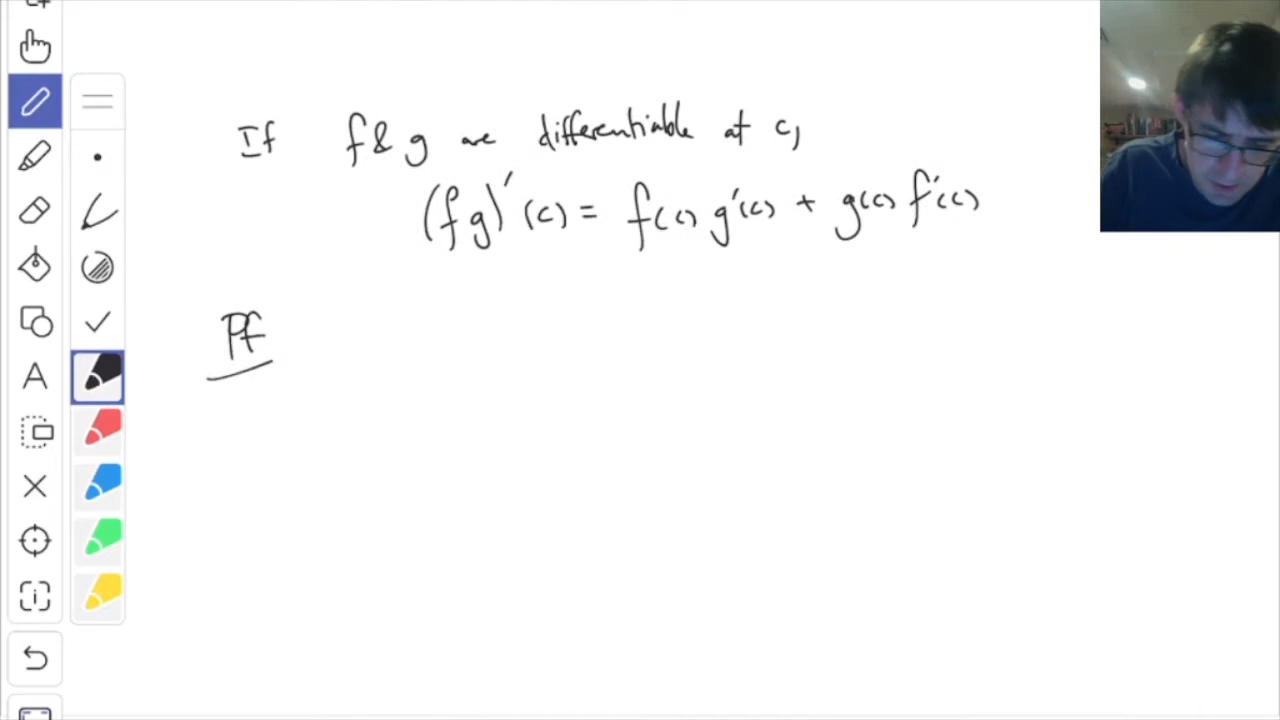 If f & g are differentiable at c,
(fg)'(c) = f(c) g'(c) + g(c) f'(c)
Pf
A